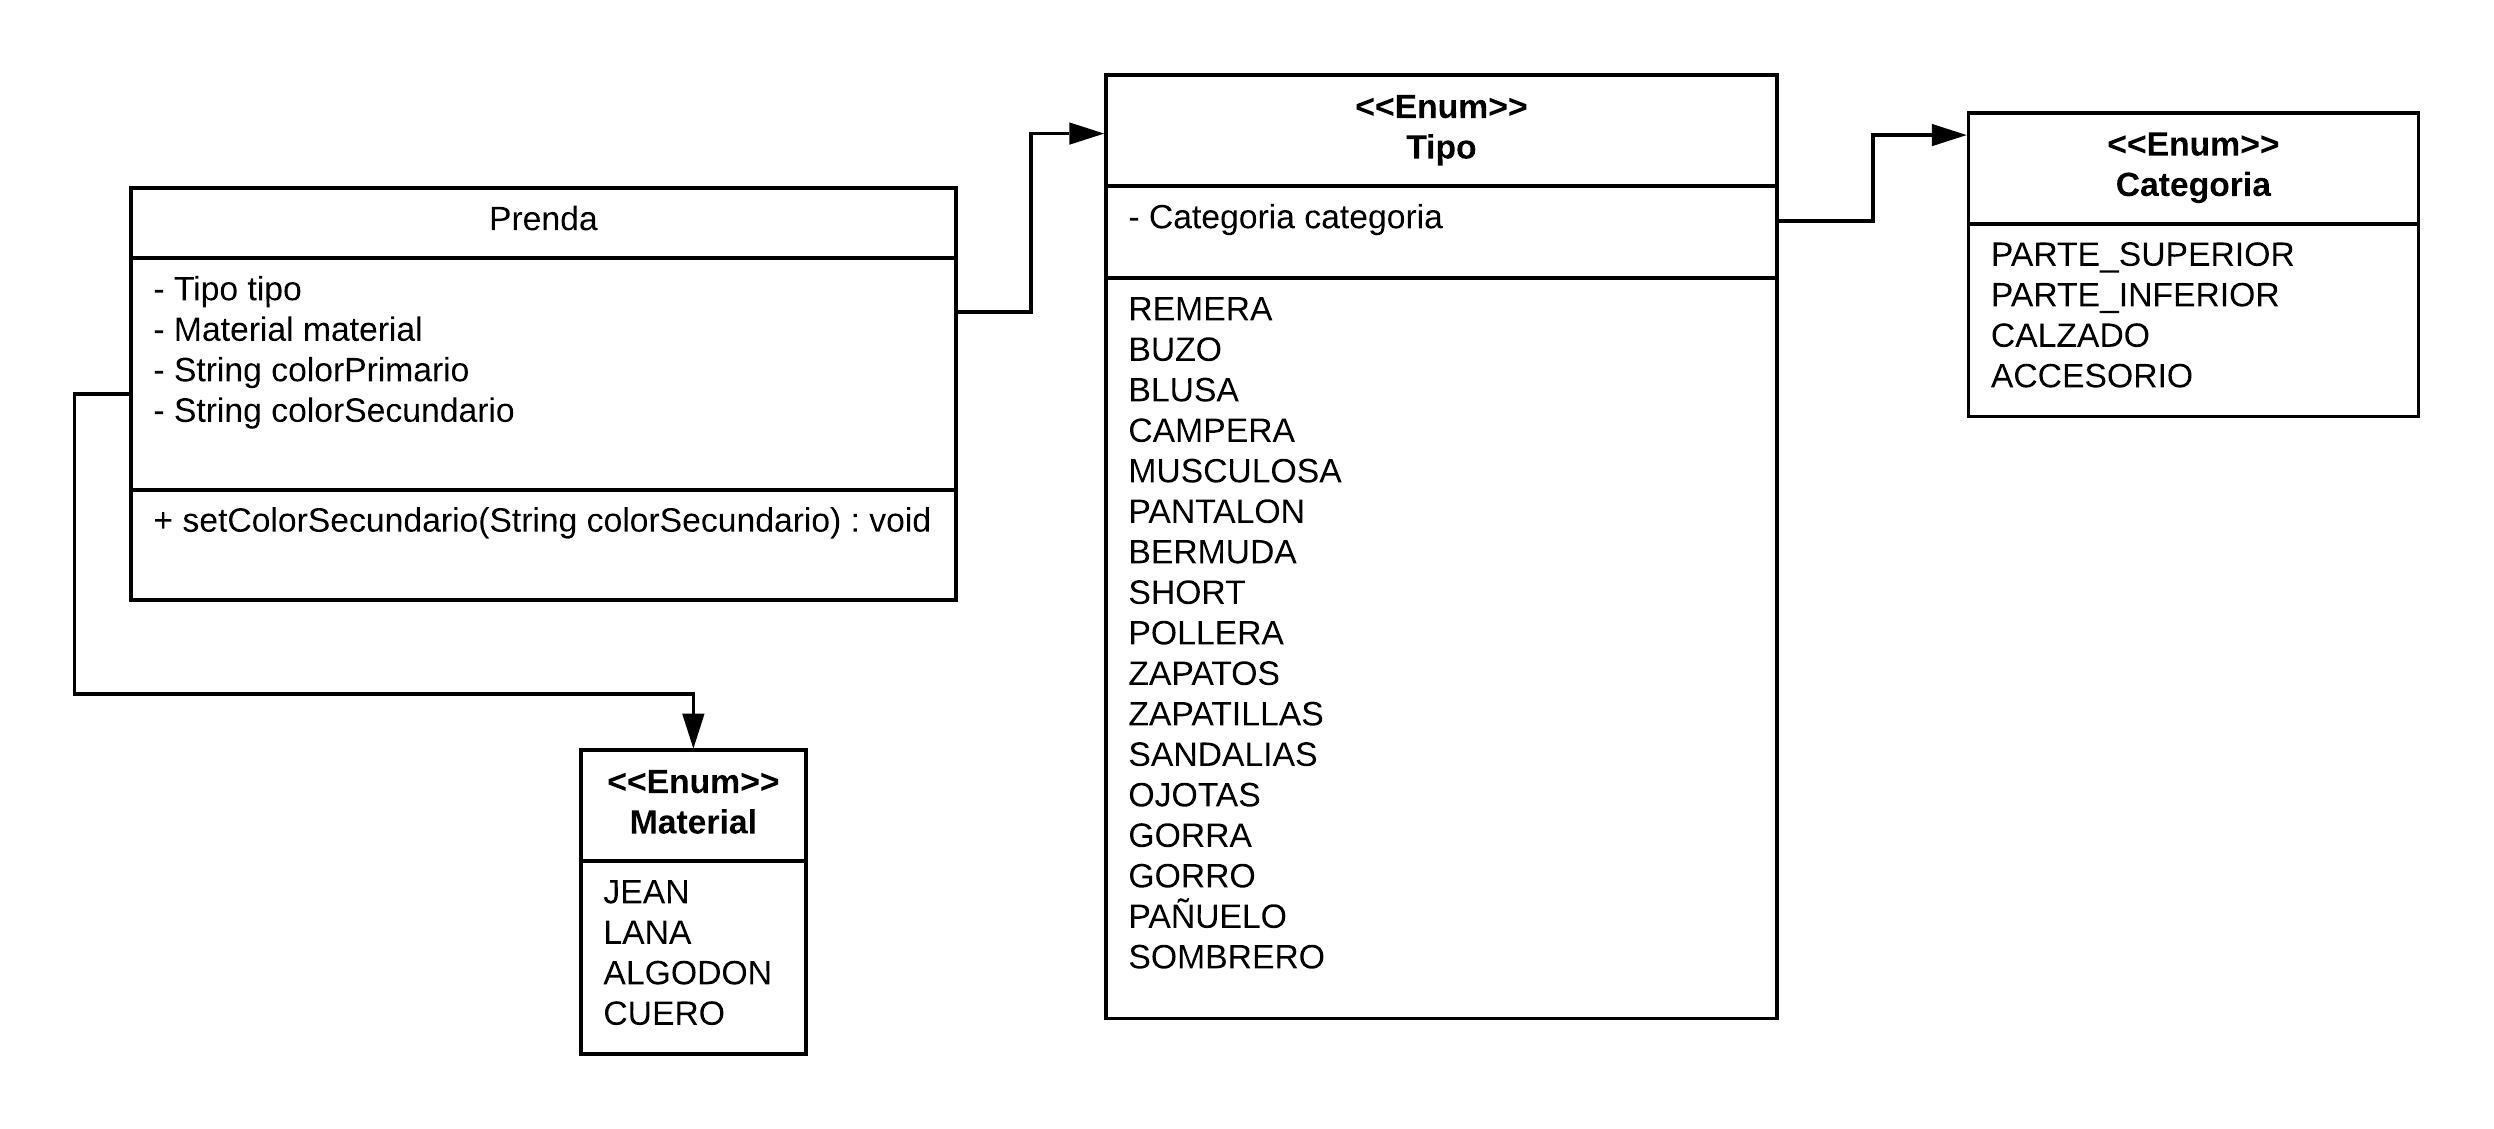 Prenda
- Tipo tipo
- Material material
- String colorPrimario
- String colorSecundario
+ setColorSecundario(String colorSecundario) : void
<<Enum>>
Material
JEAN
LANA
ALGODON
CUERO
<<Enum>>
Tipo
- Categoria categoria
REMERA
BUZO
BLUSA
CAMPERA
MUSCULOSA
PANTALON
BERMUDA
SHORT
POLLERA
ZAPATOS
ZAPATILLAS
SANDALIAS
OJOTAS
GORRA
GORRO
PAÑUELO
SOMBRERO
<<Enum>>
Categoria
PARTE_SUPERIOR
PARTE_INFERIOR
CALZADO
ACCESORIO